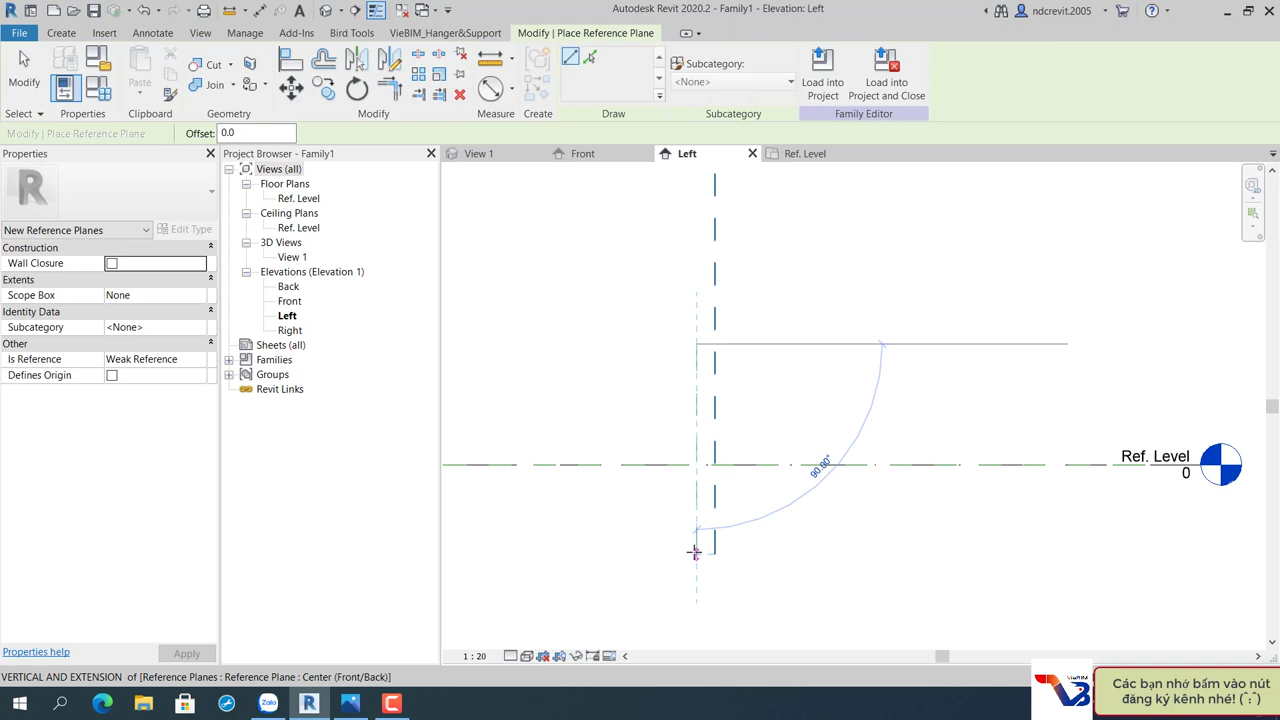 Autodesk Revit 2020.2 - Family1 - Elevation: Left
ndcrvit.2005
File Create Insert Annotate View Manage Add-Ins Bird Tools VieBIM_Hanger&Support Modify | Place Reference Plane
Modify
Paste
Cut
Join
Subcategory:
<None>
Load into
Project
Load into
Project and Close
Select Properties Clipboard Geometry Modify Measure Create Draw Subcategory Family Editor
Modify | Place Reference Plane
Offset: 0.0
Properties
Project Browser - Family1
View 1
Front
Left
Ref. Level
R
New Reference Planes
Edit Type
Construction
Wall Closure
Extents
Scope Box None
Identity Data
Subcategory <None>
Other
Is Reference Weak Reference
Defines Origin
Properties help
Apply
Views (all)
Floor Plans
Ref. Level
Ceiling Plans
Ref. Level
3D Views
View 1
Elevations (Elevation 1)
Back
Front
Left
Right
Sheets (all)
Families
Groups
Revit Links
90.00°
Ref. Level
0
1 : 20
VERTICAL AND EXTENSION of [Reference Planes : Reference Plane : Center (Front/Back)]
VieBIM
Các bạn nhớ bấm vào nút
đăng ký kênh nhé! (ˆ:ˆ)
Zalo